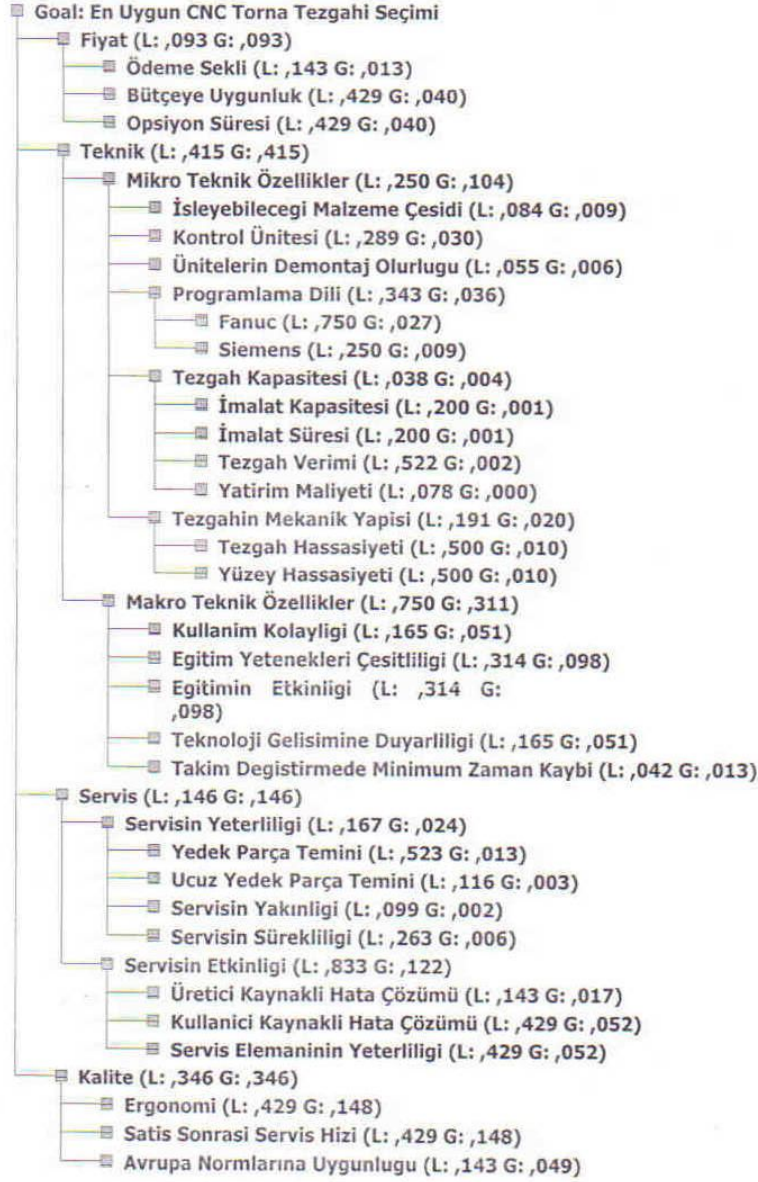 Goal: En Uygun CNC Torna Tezgahi Seçimi
Fiyat (L: ,093 G: ,093)
Ödeme Sekli (L: ,143 G: ,013)
Bütçeye Uygunluk (L: ,429 G: ,040)
Opsiyon Süresi (L: ,429 G: ,040)
Teknik (L: ,415 G: ,415)
Mikro Teknik Özellikler (L: ,250 G: ,104)
İsleyebilecegi Malzeme Çesidi (L: ,084 G: ,009)
Kontrol Ünitesi (L: ,289 G: ,030)
Ünitelerin Demontaj Olurlugu (L: ,055 G: ,006)
Programlama Dili (L: ,343 G: ,036)
Fanuc (L: ,750 G: ,027)
Siemens (L: ,250 G: ,009)
Tezgah Kapasitesi (L: ,038 G: ,004)
İmalat Kapasitesi (L: ,200 G: ,001)
İmalat Süresi (L: ,200 G: ,001)
Tezgah Verimi (L: ,522 G: ,002)
Yatirim Maliyeti (L: ,078 G: ,000)
Tezgahin Mekanik Yapisi (L: ,191 G: ,020)
Tezgah Hassasiyeti (L: ,500 G: ,010)
Yüzey Hassasiyeti (L: ,500 G: ,010)
Makro Teknik Özellikler (L: ,750 G: ,311)
Kullanim Kolayligi (L: ,165 G: ,051)
Egitim Yetenekleri Çesitliligi (L: ,314 G: ,098)
Egitimin Etkinligi (L: ,314 G:
,098)
Teknoloji Gelisimine Duyarliligi (L: ,165 G: ,051)
Takim Degistirmede Minimum Zaman Kaybi (L: ,042 G: ,013)
Servis (L: ,146 G: ,146)
Servisin Yeterliligi (L: ,167 G: ,024)
Yedek Parça Temini (L: ,523 G: ,013)
Ucuz Yedek Parça Temini (L: ,116 G: ,003)
Servisin Yakınligi (L: ,099 G: ,002)
Servisin Sürekliligi (L: ,263 G: ,006)
Servisin Etkinligi (L: ,833 G: ,122)
Üretici Kaynakli Hata Çözümü (L: ,143 G: ,017)
Kullanici Kaynakli Hata Çözümü (L: ,429 G: ,052)
Servis Elemaninin Yeterliligi (L: ,429 G: ,052)
Kalite (L: ,346 G: ,346)
Ergonomi (L: ,429 G: ,148)
Satis Sonrasi Servis Hizi (L: ,429 G: ,148)
Avrupa Normlarına Uygunlugu (L: ,143 G: ,049)